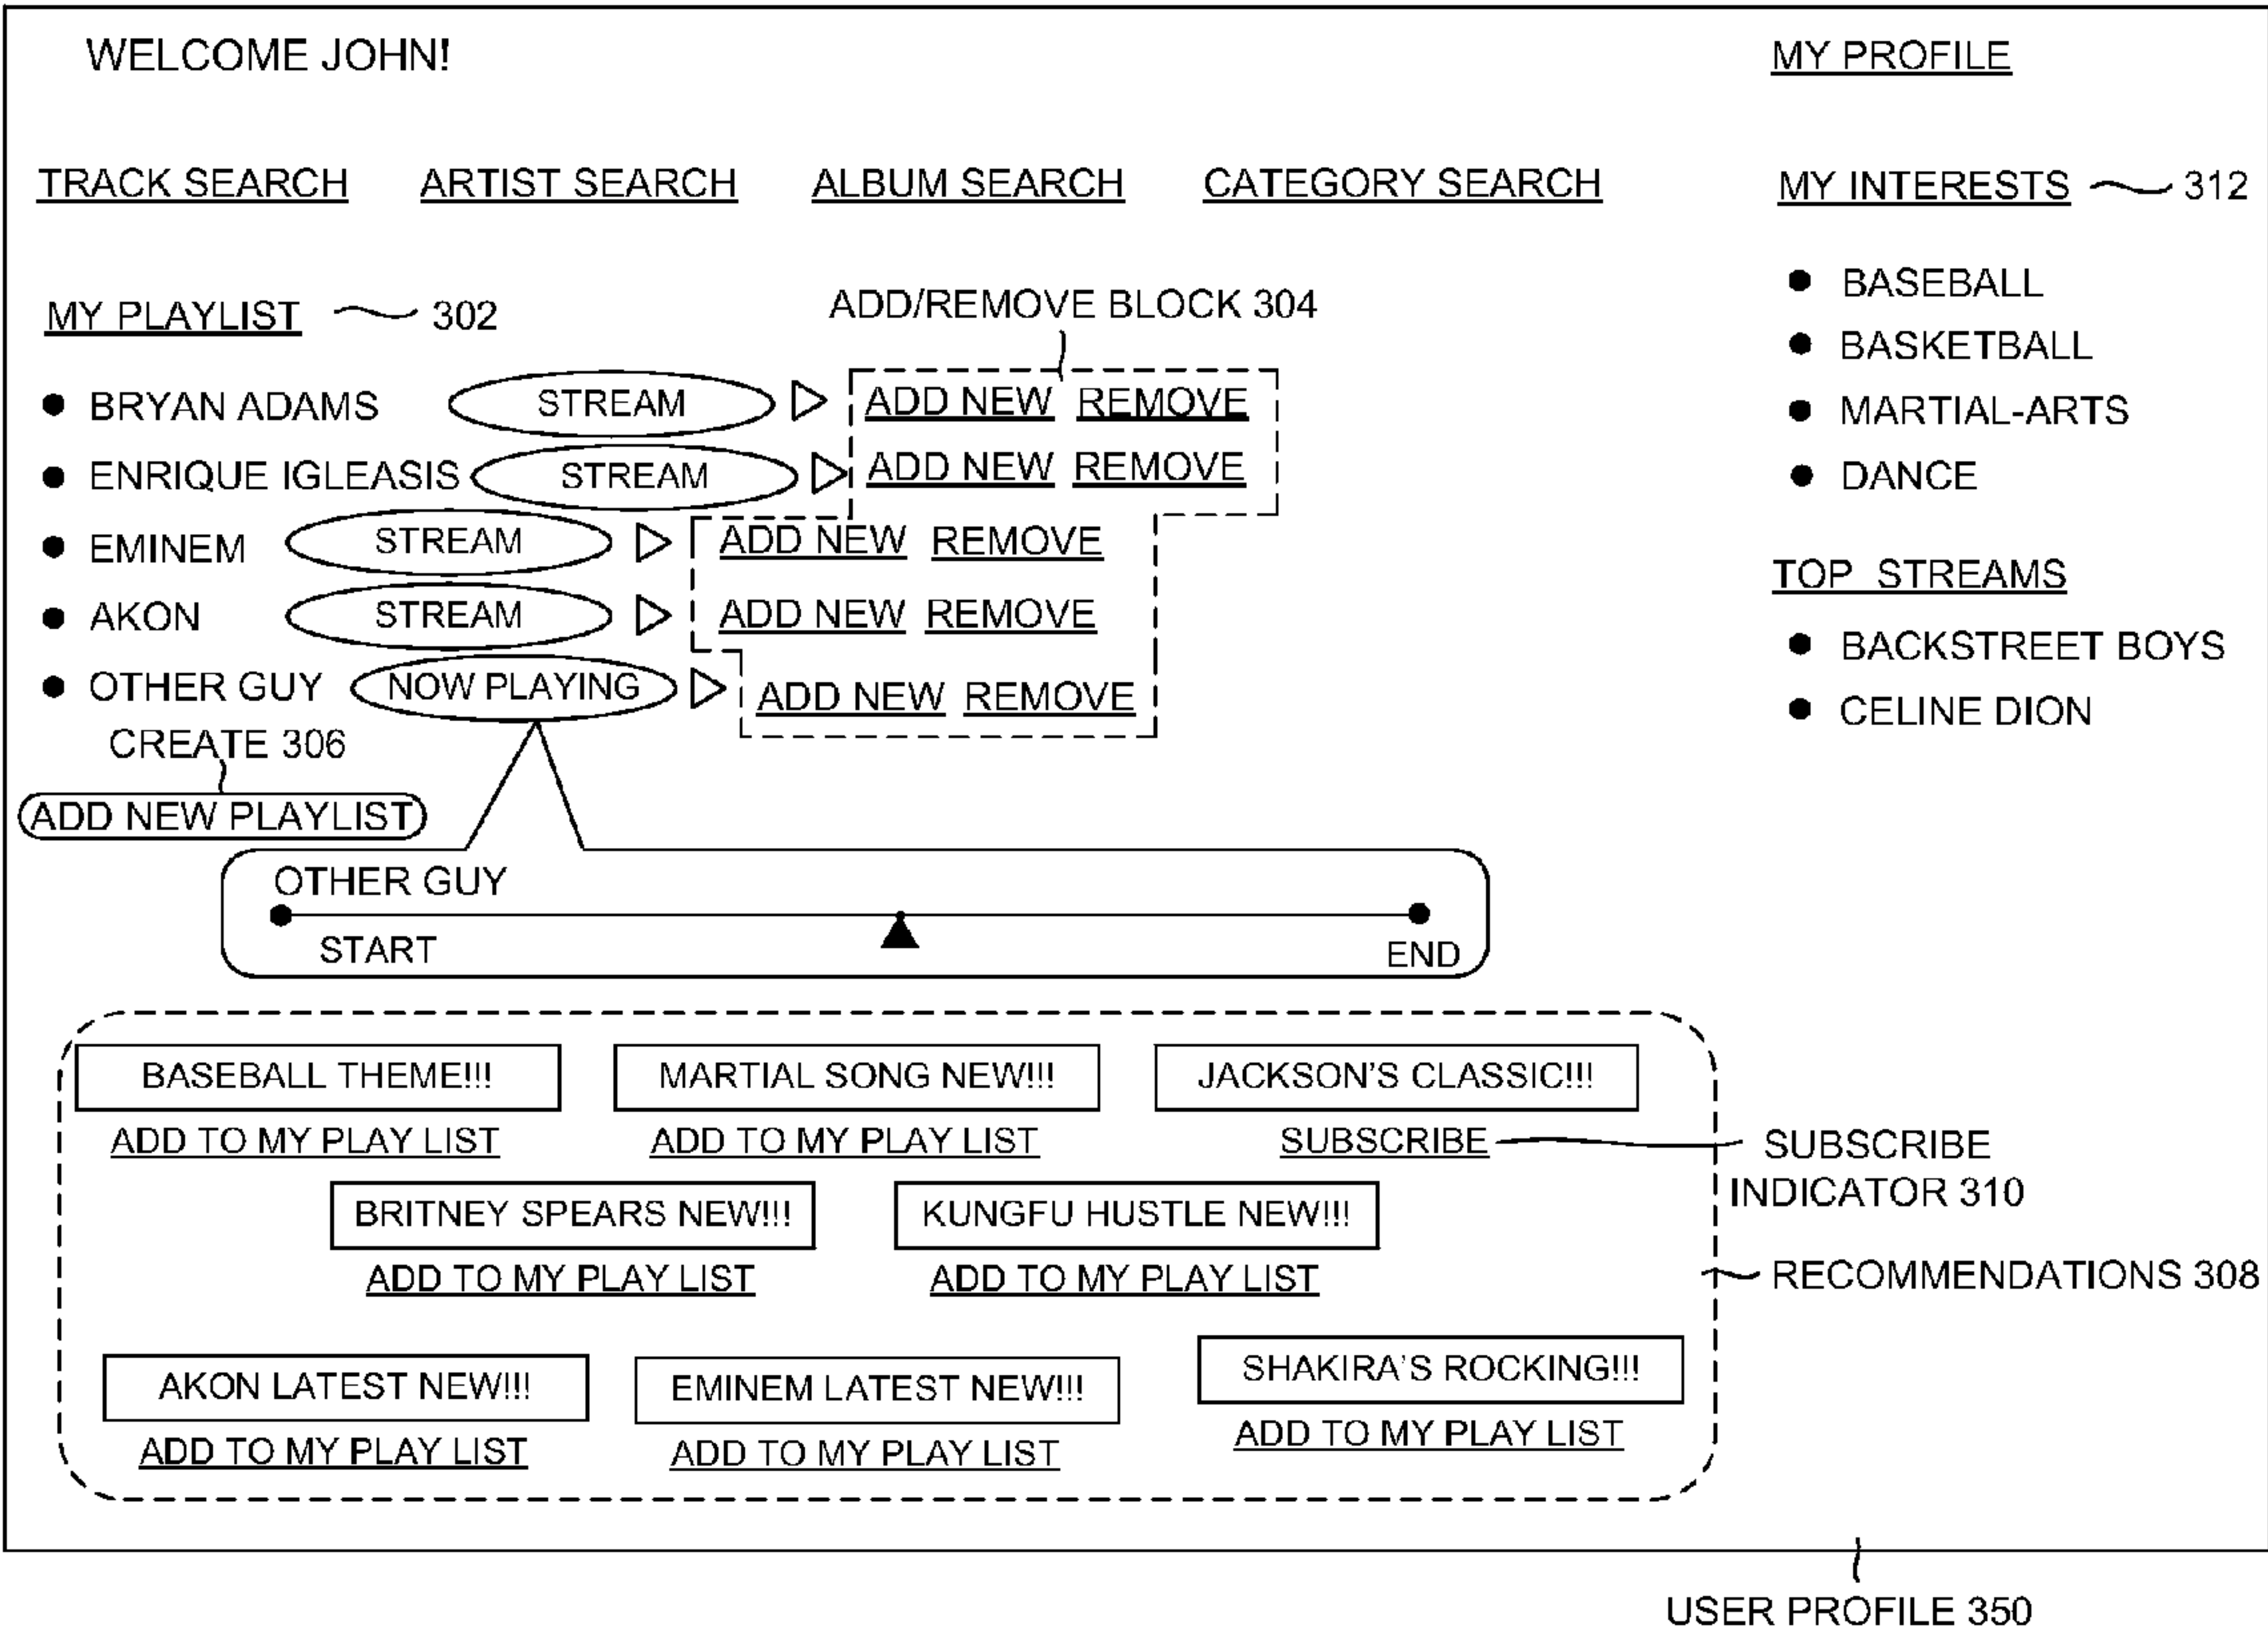 WELCOME JOHN!
MY PROFILE
TRACK SEARCH ARTIST SEARCH ALBUM SEARCH CATEGORY SEARCH
MY INTERESTS 312
BASEBALL
BASKETBALL
MARTIAL-ARTS
DANCE
TOP STREAMS
BACKSTREET BOYS
CELINE DION
MY PLAYLIST 302
ADD/REMOVE BLOCK 304
BRYAN ADAMS STREAM ADD NEW REMOVE
ENRIQUE IGLEASIS STREAM ADD NEW REMOVE
EMINEM STREAM ADD NEW REMOVE
AKON STREAM ADD NEW REMOVE
OTHER GUY NOW PLAYING ADD NEW REMOVE
CREATE 306
ADD NEW PLAYLIST
OTHER GUY
START END
BASEBALL THEME!!! MARTIAL SONG NEW!!! JACKSON'S CLASSIC!!!
ADD TO MY PLAY LIST ADD TO MY PLAY LIST SUBSCRIBE
SUBSCRIBE
INDICATOR 310
BRITNEY SPEARS NEW!!! KUNGFU HUSTLE NEW!!!
ADD TO MY PLAY LIST ADD TO MY PLAY LIST
RECOMMENDATIONS 308
AKON LATEST NEW!!! EMINEM LATEST NEW!!! SHAKIRA'S ROCKING!!!
ADD TO MY PLAY LIST ADD TO MY PLAY LIST ADD TO MY PLAY LIST
USER PROFILE 350